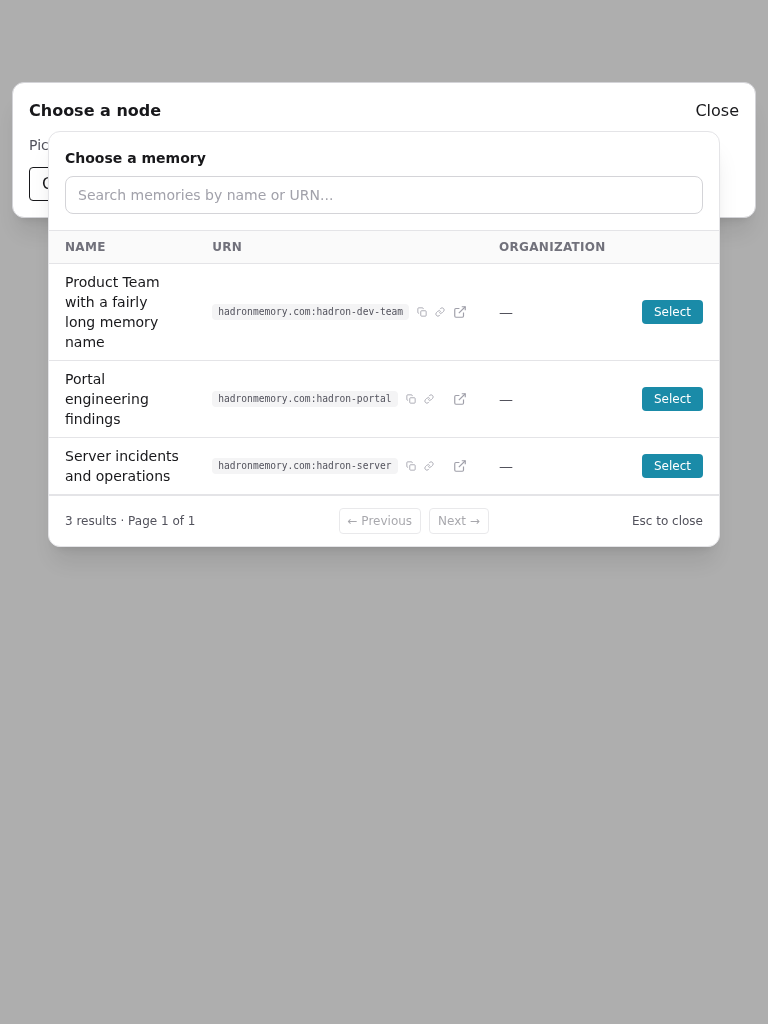 Choose a node Close
Pic
Choose a memory
Search memories by name or URN...
NAME URN ORGANIZATION
Product Team with a fairly long memory name hadronmemory.com:hadron-dev-team — Select
Portal engineering findings hadronmemory.com:hadron-portal — Select
Server incidents and operations hadronmemory.com:hadron-server — Select
3 results · Page 1 of 1 ← Previous Next → Esc to close